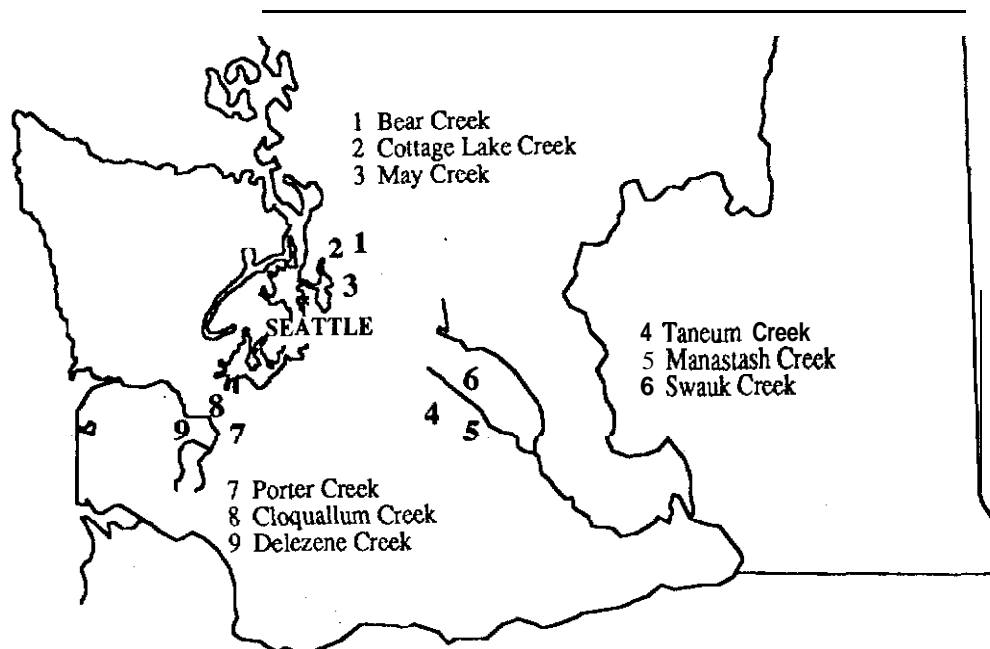 1 Bear Creek
2 Cottage Lake Creek
3 May Creek
2 1
3
SEATTLE
4 Taneum Creek
5 Manastash Creek
6 Swauk Creek
6
4
5
8
9
7
7 Porter Creek
8 Cloquallum Creek
9 Delezene Creek